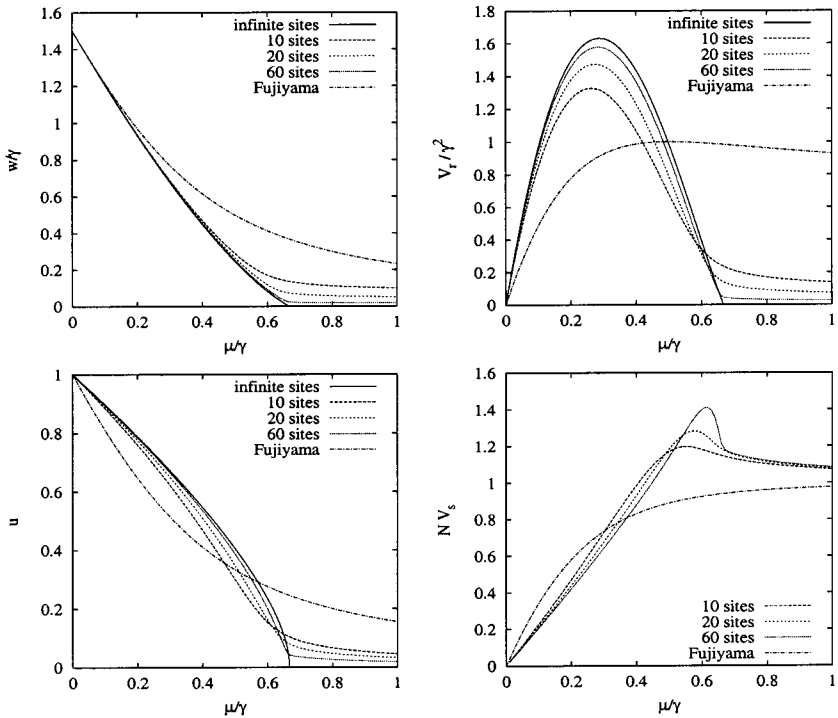 1.6
1.4
1.2
1
0.8
0.6
0.4
0.2
0
w/γ
infinite sites
10 sites
20 sites
60 sites
Fujiyama
0 0.2 0.4 0.6 0.8 1
μ/γ
1.8
1.6
1.4
1.2
1
0.8
0.6
0.4
0.2
0
V_r / γ²
infinite sites
10 sites
20 sites
60 sites
Fujiyama
0 0.2 0.4 0.6 0.8 1
μ/γ
1
0.8
0.6
0.4
0.2
0
u
infinite sites
10 sites
20 sites
60 sites
Fujiyama
0 0.2 0.4 0.6 0.8 1
μ/γ
1.6
1.4
1.2
1
0.8
0.6
0.4
0.2
0
N V_s
10 sites
20 sites
60 sites
Fujiyama
0 0.2 0.4 0.6 0.8 1
μ/γ